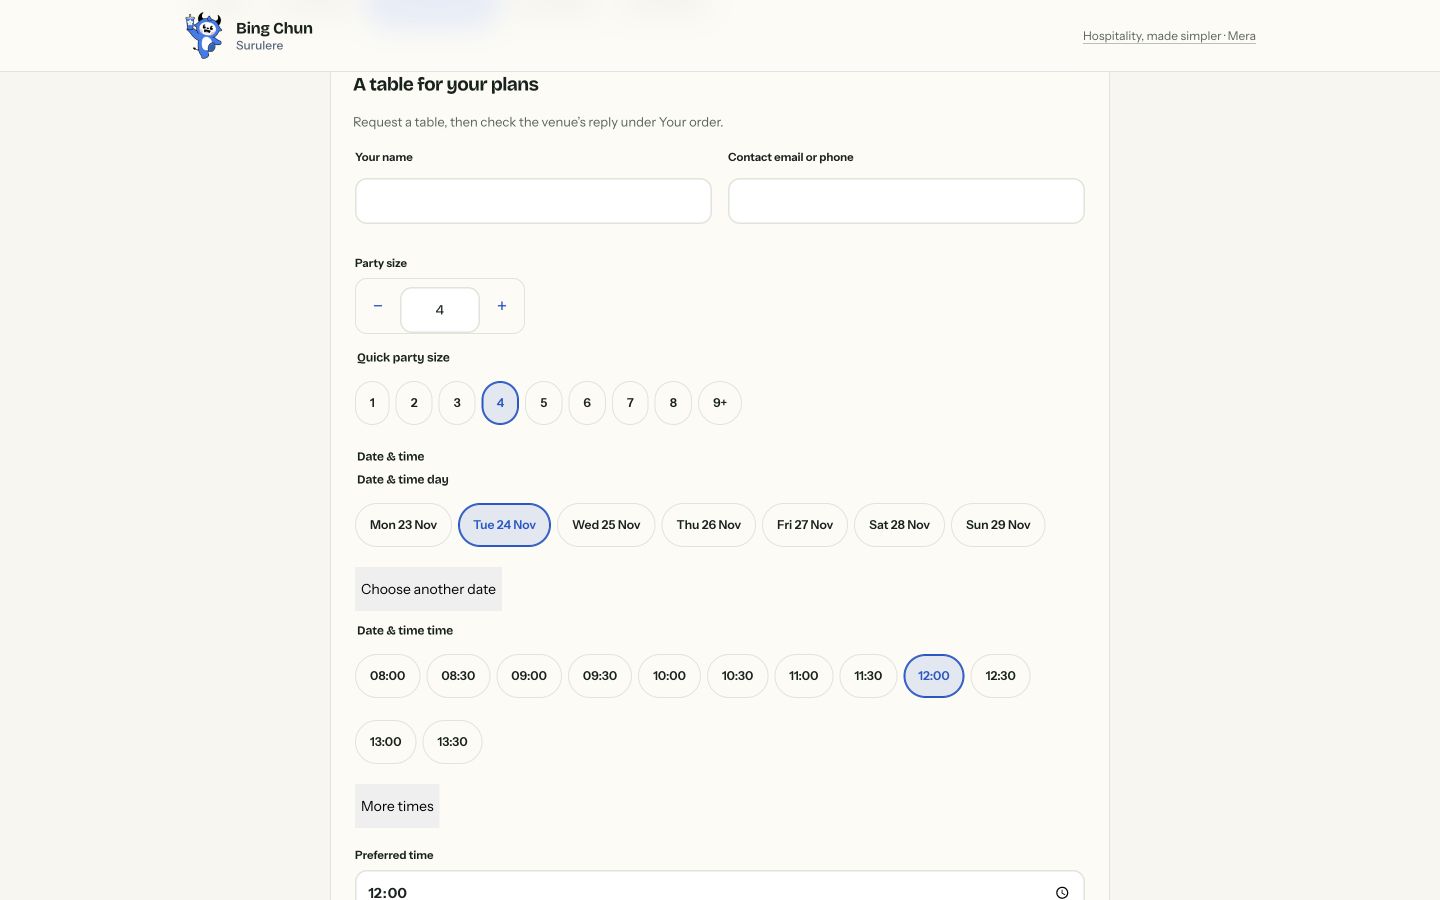 Bing Chun
Surulere
Hospitality, made simpler · Mera
A table for your plans
Request a table, then check the venue's reply under Your order.
Your name
Contact email or phone
Party size
− 4 +
Quick party size
1 2 3 4 5 6 7 8 9+
Date & time
Date & time day
Mon 23 Nov Tue 24 Nov Wed 25 Nov Thu 26 Nov Fri 27 Nov Sat 28 Nov Sun 29 Nov
Choose another date
Date & time time
08:00 08:30 09:00 09:30 10:00 10:30 11:00 11:30 12:00 12:30
13:00 13:30
More times
Preferred time
12:00